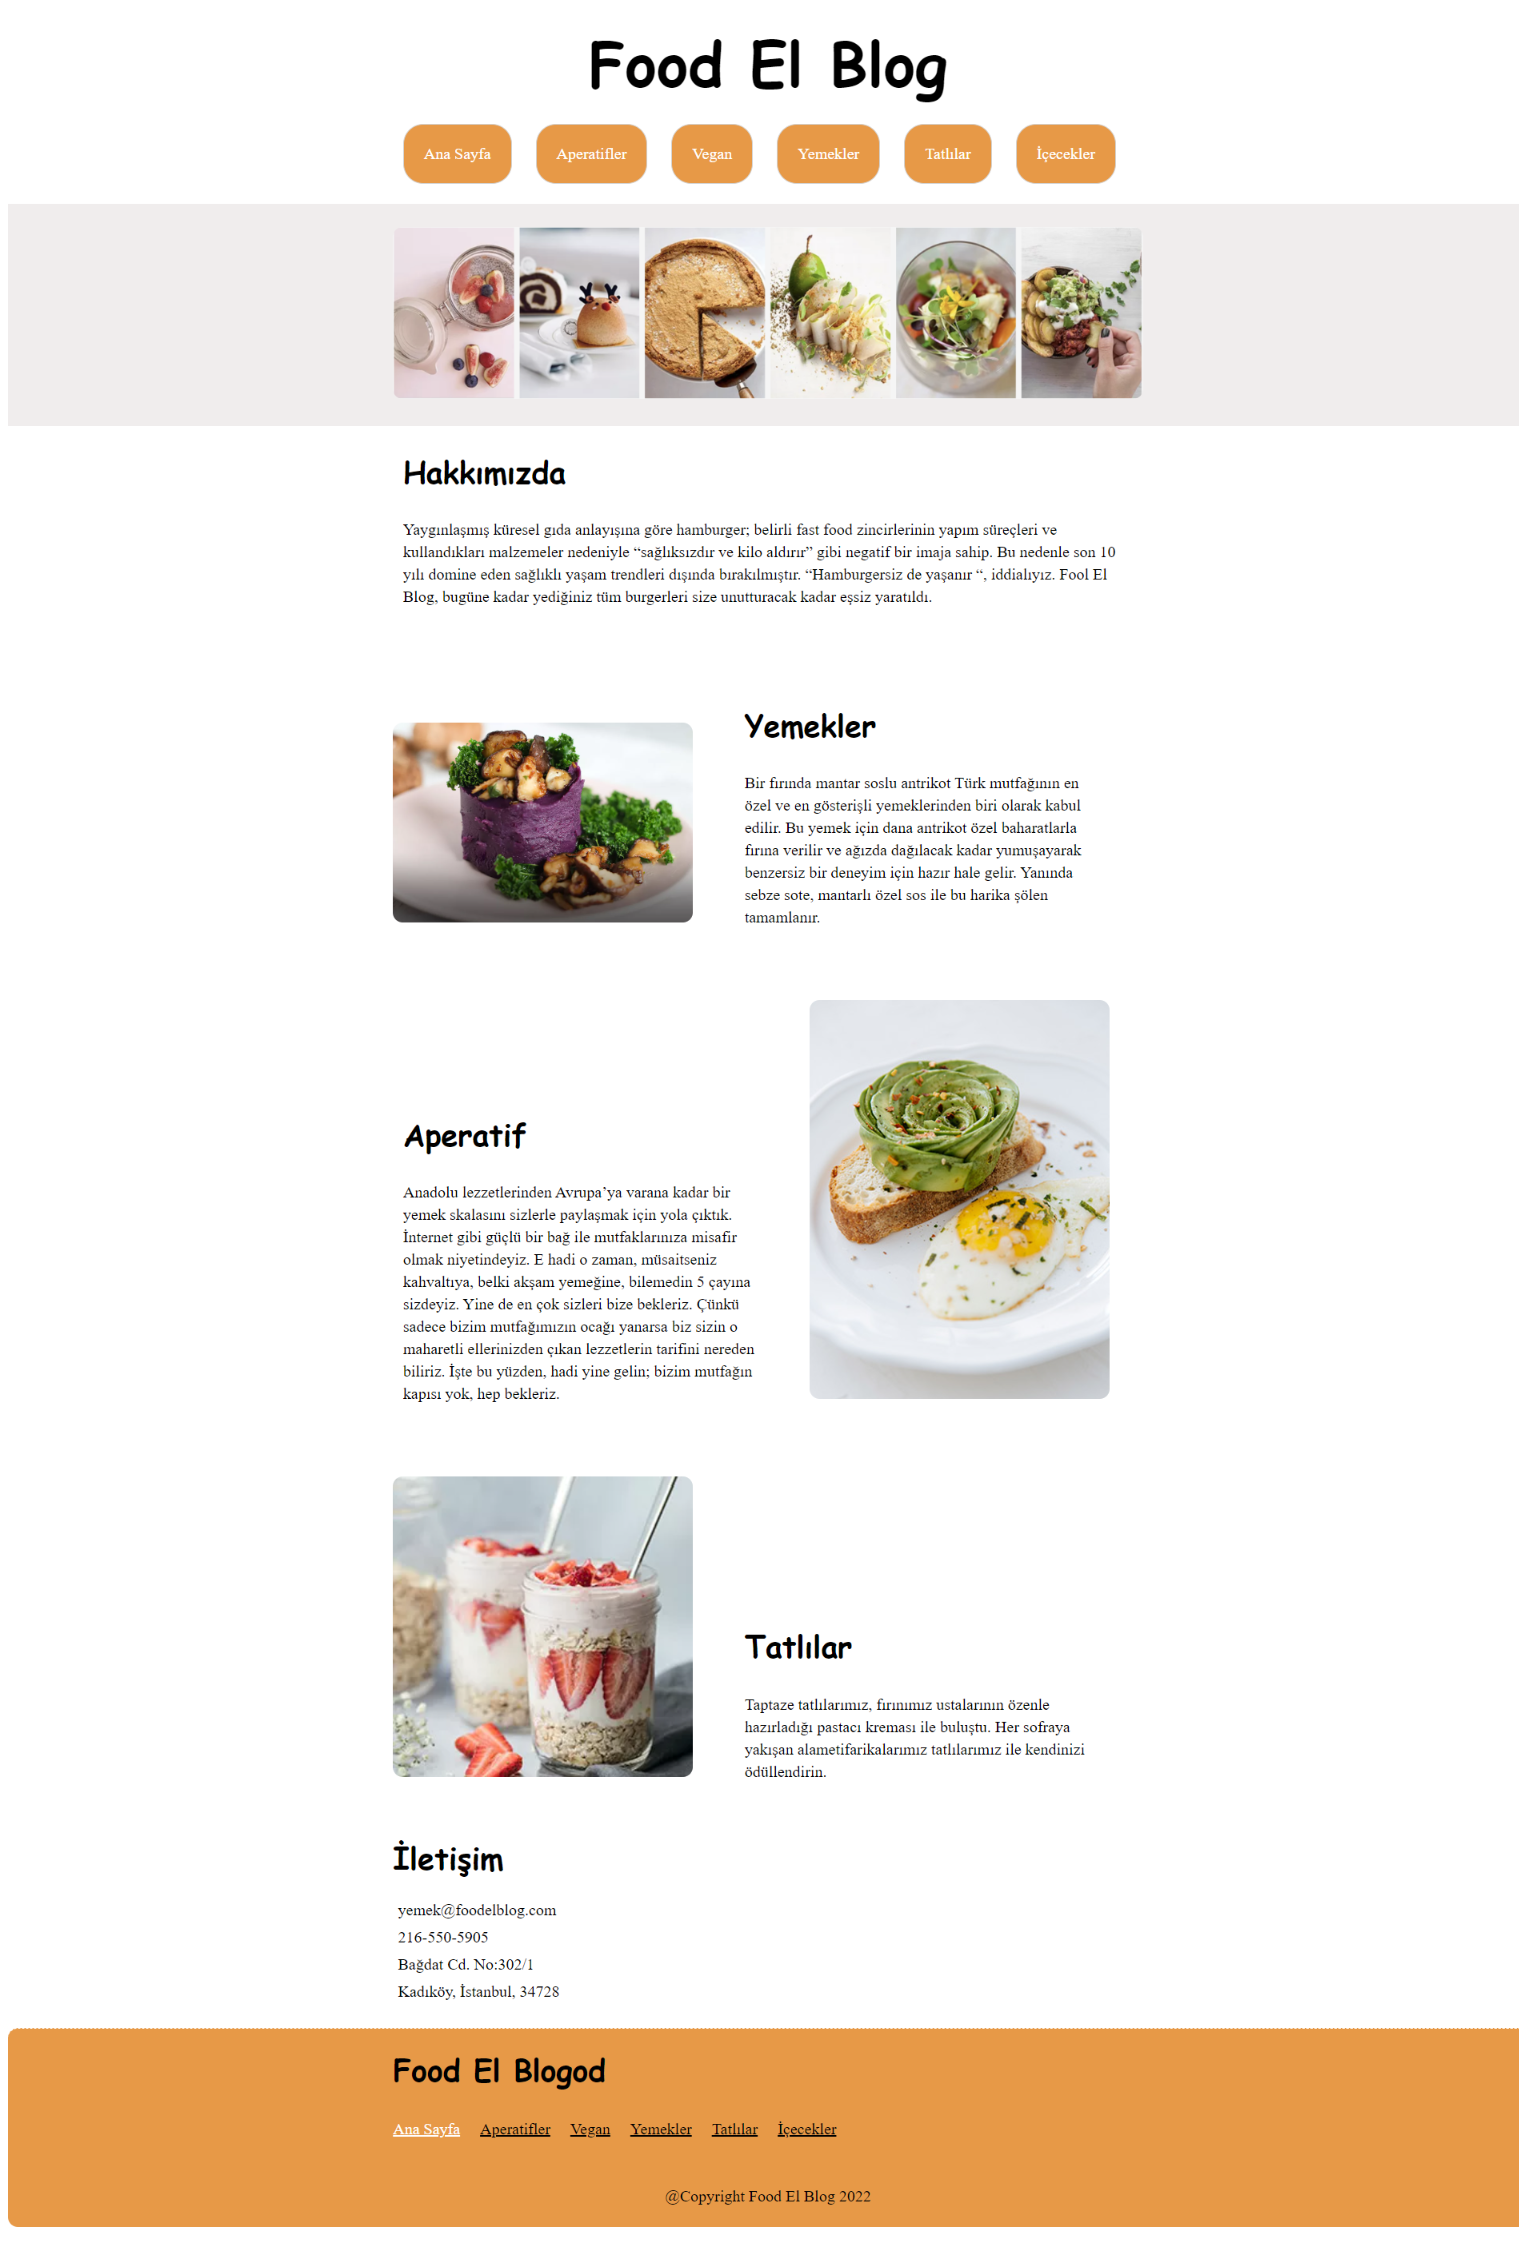 Food El Blog
Ana Sayfa
Aperatifler
Vegan
Yemekler
Tatlılar
İçecekler
Hakkımızda
Yaygınlaşmış küresel gıda anlayışına göre hamburger; belirli fast food zincirlerinin yapım süreçleri ve
kullandıkları malzemeler nedeniyle “sağlıksızdır ve kilo aldırır” gibi negatif bir imaja sahip. Bu nedenle son 10
yılı domine eden sağlıklı yaşam trendleri dışında bırakılmıştır. “Hamburgersiz de yaşanır “, iddialıyız. Fool El
Blog, bugüne kadar yediğiniz tüm burgerleri size unutturacak kadar eşsiz yaratıldı.
Yemekler
Bir fırında mantar soslu antrikot Türk mutfağının en
özel ve en gösterişli yemeklerinden biri olarak kabul
edilir. Bu yemek için dana antrikot özel baharatlarla
fırına verilir ve ağızda dağılacak kadar yumuşayarak
benzersiz bir deneyim için hazır hale gelir. Yanında
sebze sote, mantarlı özel sos ile bu harika şölen
tamamlanır.
Aperatif
Anadolu lezzetlerinden Avrupa’ya varana kadar bir
yemek skalasını sizlerle paylaşmak için yola çıktık.
İnternet gibi güçlü bir bağ ile mutfaklarınıza misafir
olmak niyetindeyiz. E hadi o zaman, müsaitseniz
kahvaltıya, belki akşam yemeğine, bilemedin 5 çayına
sizdeyiz. Yine de en çok sizleri bize bekleriz. Çünkü
sadece bizim mutfağımızın ocağı yanarsa biz sizin o
maharetli ellerinizden çıkan lezzetlerin tarifini nereden
biliriz. İşte bu yüzden, hadi yine gelin; bizim mutfağın
kapısı yok, hep bekleriz.
Tatlılar
Taptaze tatlılarımız, fırınımız ustalarının özenle
hazırladığı pastacı kreması ile buluştu. Her sofraya
yakışan alametifarikalarımız tatlılarımız ile kendinizi
ödüllendirin.
İletişim
yemek@foodelblog.com
216-550-5905
Bağdat Cd. No:302/1
Kadıköy, İstanbul, 34728
Food El Blogod
Ana Sayfa Aperatifler Vegan Yemekler Tatlılar İçecekler
@Copyright Food El Blog 2022